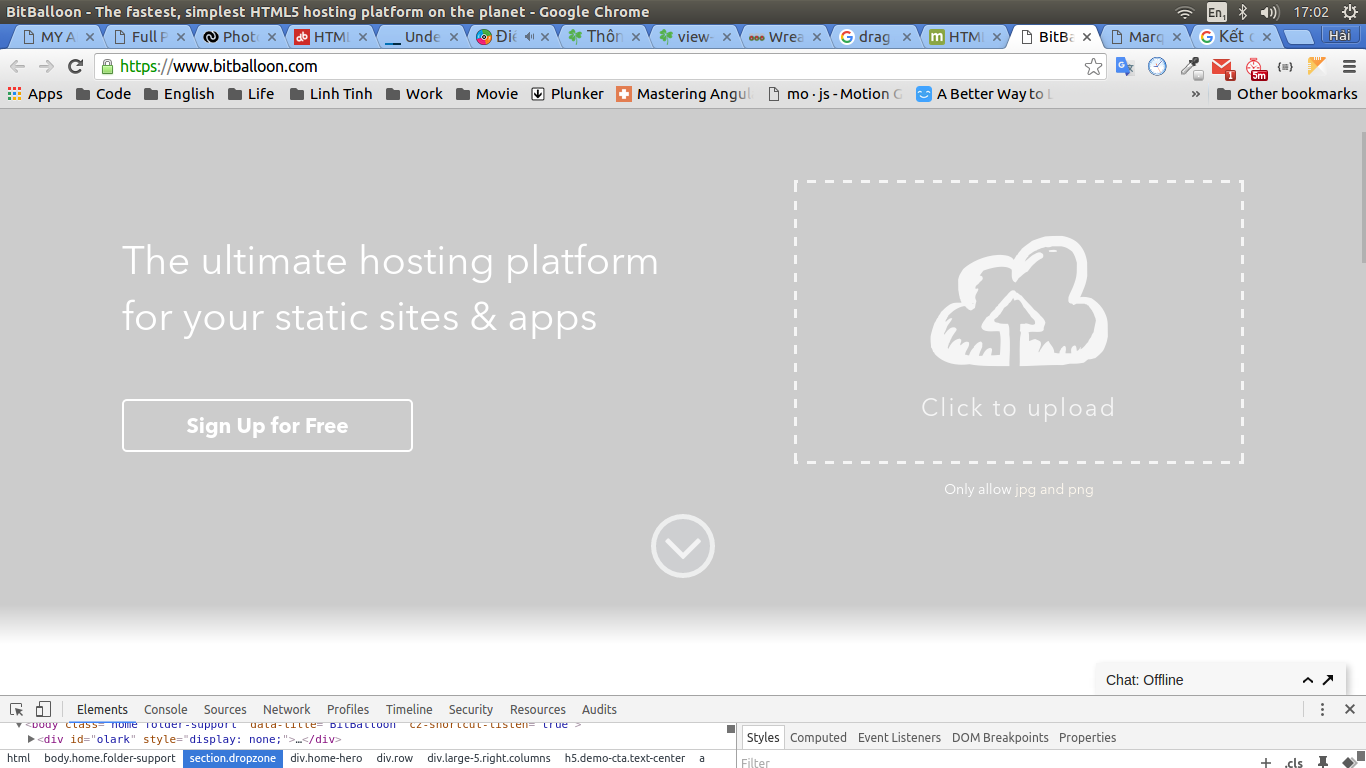 BitBalloon - The fastest, simplest HTML5 hosting platform on the planet - Google Chrome
En1 17:02
MY A Full P Photo HTML Unde Điề Thôn view- Wrea drag HTML BitBa Marq Kết Hải
https://www.bitballoon.com 1 5m
Apps Code English Life Linh Tinh Work Movie Plunker Mastering Angul mo · js - Motion G A Better Way to L » Other bookmarks
The ultimate hosting platform
for your static sites & apps
Sign Up for Free
Click to upload
Only allow jpg and png
Chat: Offline
Elements Console Sources Network Profiles Timeline Security Resources Audits
<body class="home folder-support" data-title="BitBalloon" cz-shortcut-listen="true">
<div id="olark" style="display: none;">…</div>
html body.home.folder-support section.dropzone div.home-hero div.row div.large-5.right.columns h5.demo-cta.text-center a
Styles Computed Event Listeners DOM Breakpoints Properties
Filter + .cls